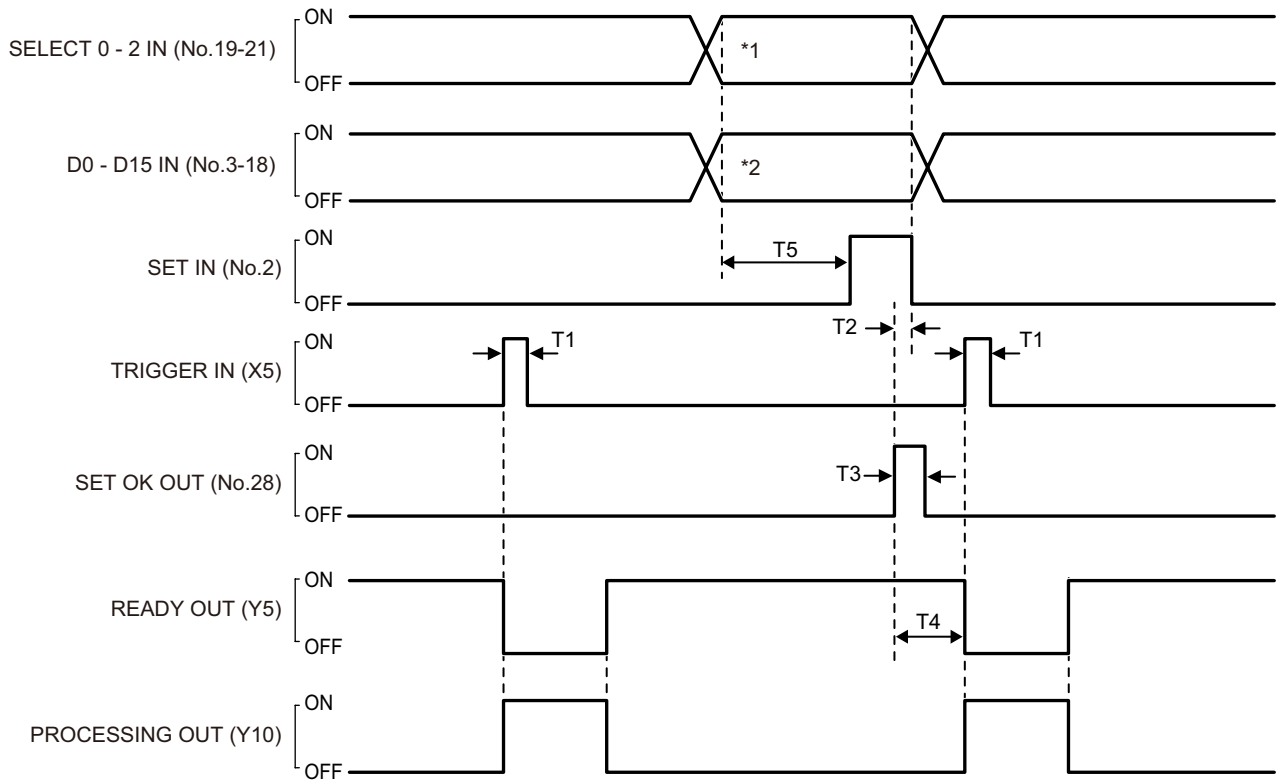 ON
SELECT 0 - 2 IN (No.19-21)
*1
OFF
ON
D0 - D15 IN (No.3-18)
*2
OFF
ON
T5
SET IN (No.2)
OFF
T2
ON
T1
T1
TRIGGER IN (X5)
OFF
ON
SET OK OUT (No.28)
T3
OFF
ON
READY OUT (Y5)
T4
OFF
ON
PROCESSING OUT (Y10)
OFF